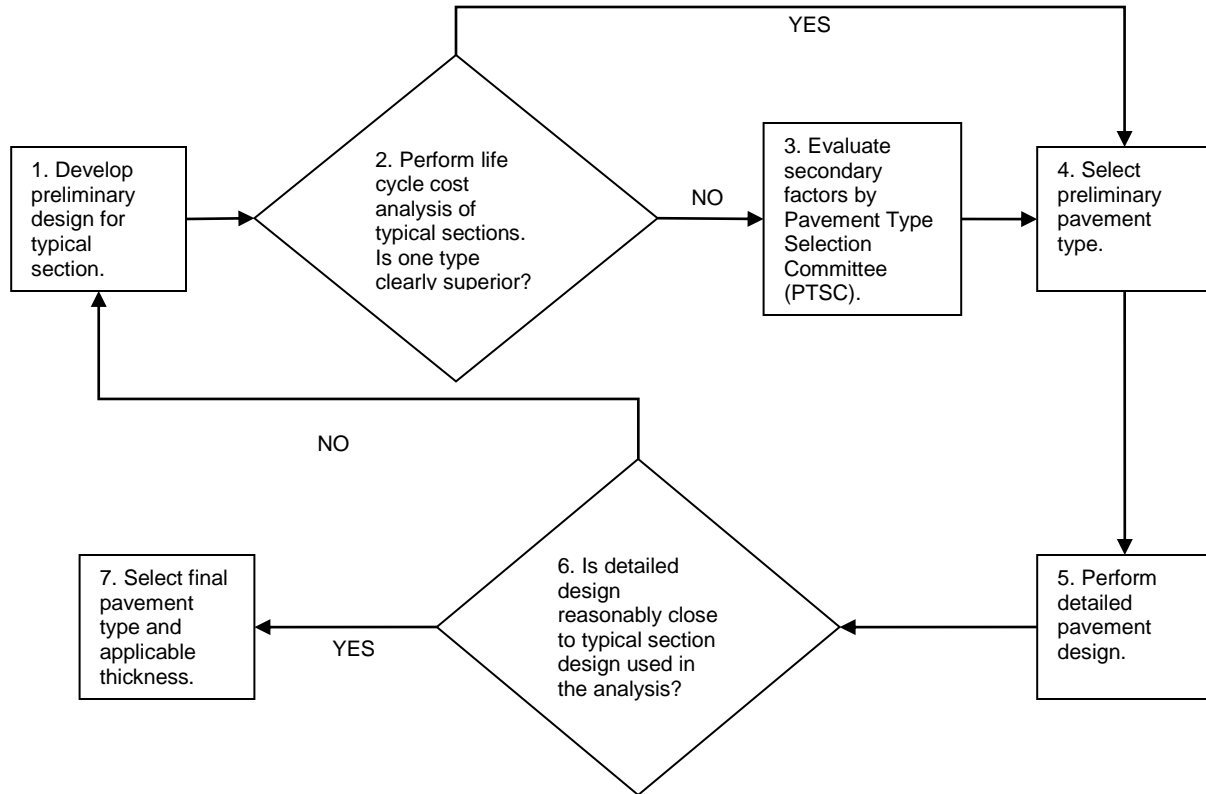 YES
1. Develop
preliminary
design for
typical
section.
2. Perform life
cycle cost
analysis of
typical sections.
Is one type
clearly superior?
NO
3. Evaluate
secondary
factors by
Pavement Type
Selection
Committee
(PTSC).
4. Select
preliminary
pavement
type.
NO
5. Perform
detailed
pavement
design.
6. Is detailed
design
reasonably close
to typical section
design used in
the analysis?
YES
7. Select final
pavement
type and
applicable
thickness.